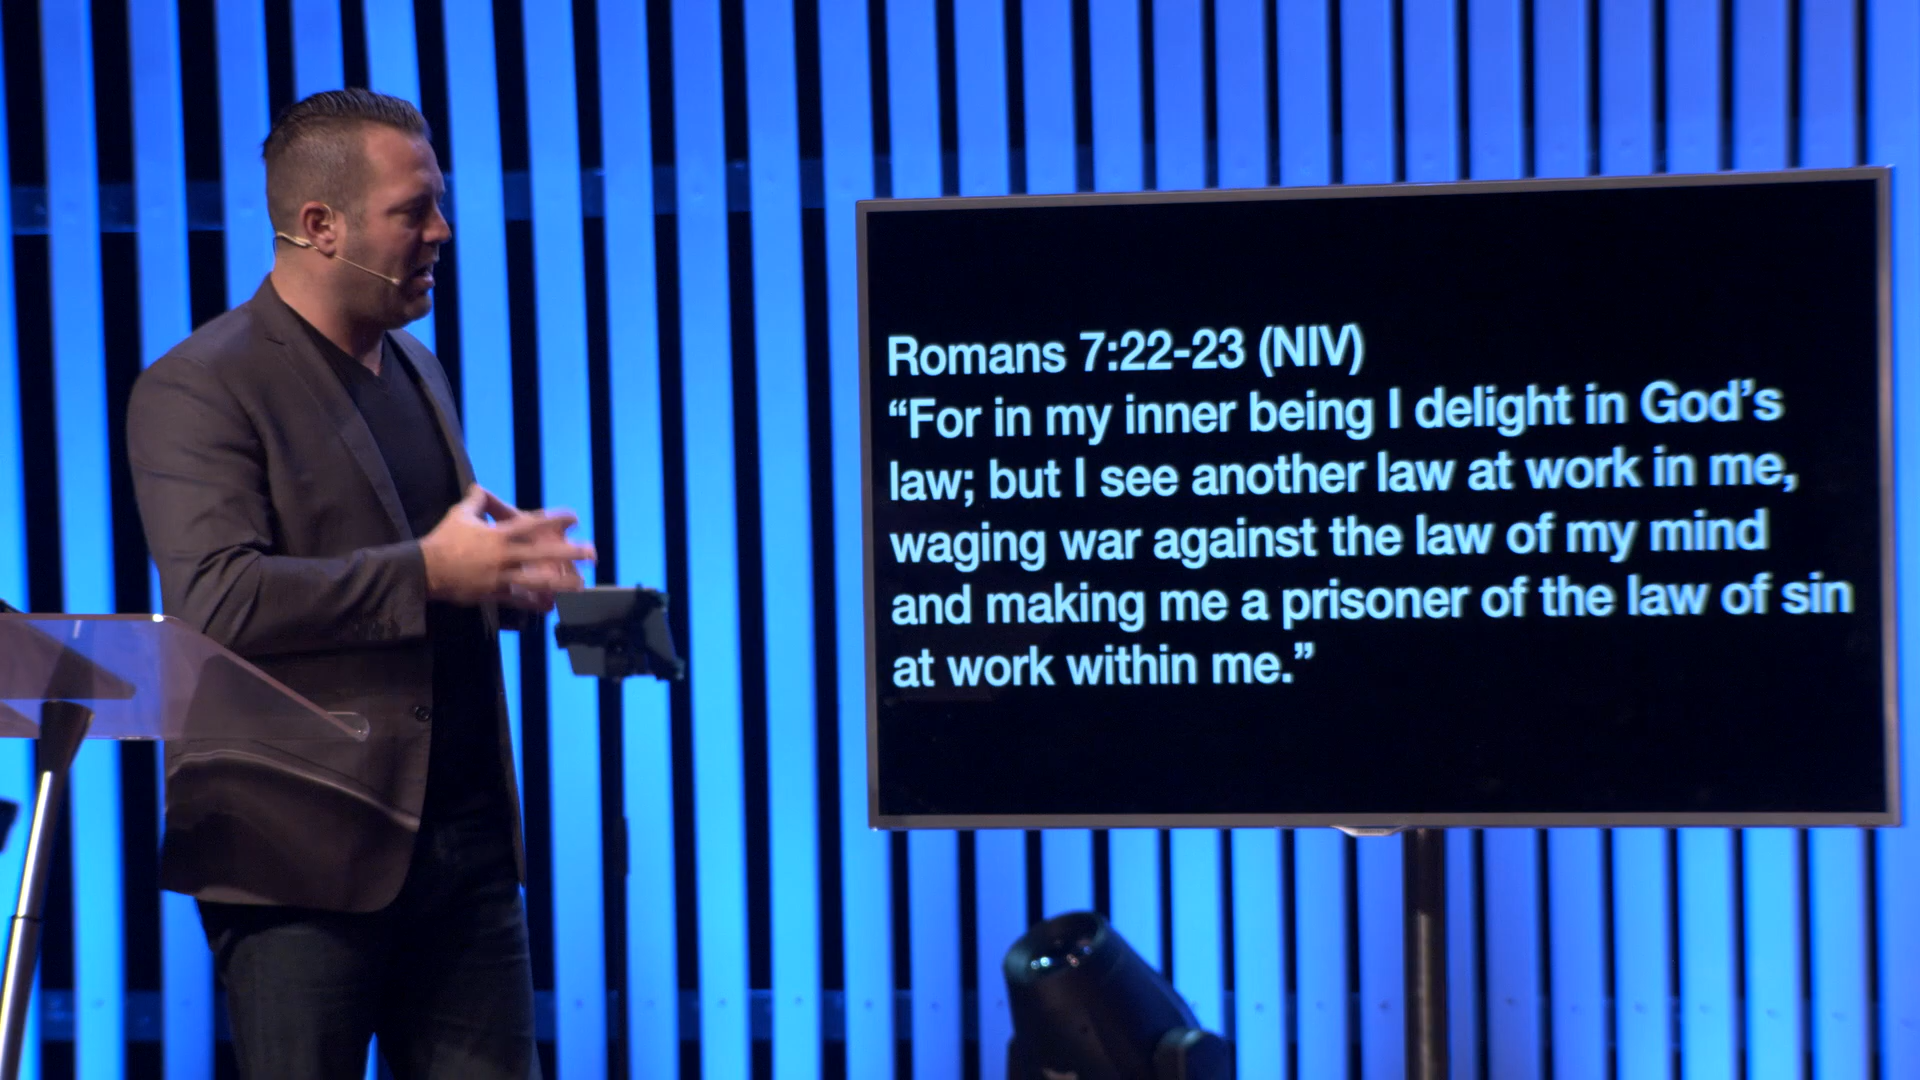 Romans 7:22-23 (NIV)
“For in my inner being I delight in God’s
law; but I see another law at work in me,
waging war against the law of my mind
and making me a prisoner of the law of sin
at work within me.”